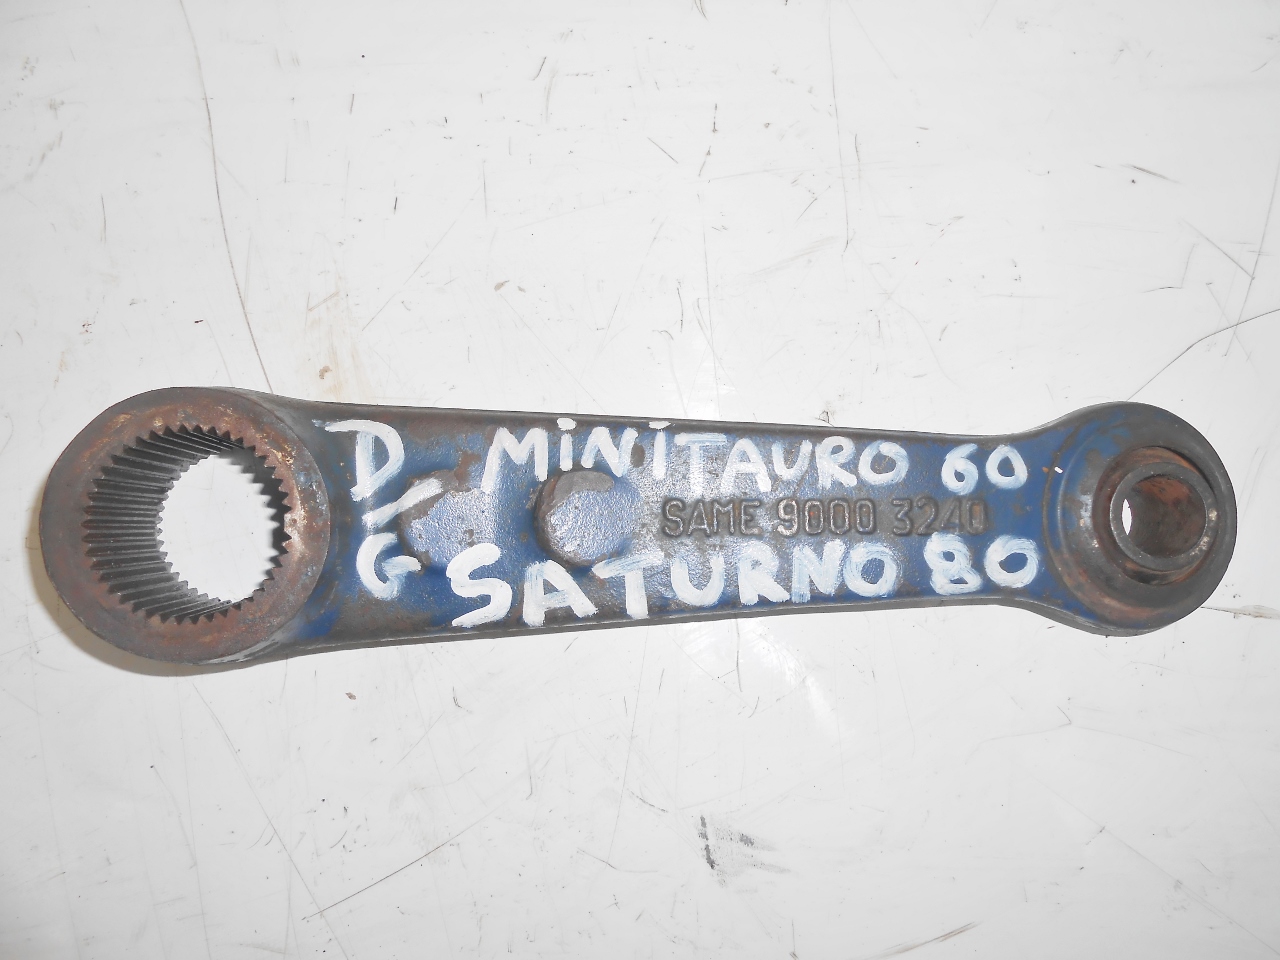 D/G MINITAURO 60
SAME 9000 3240
SATURNO 80